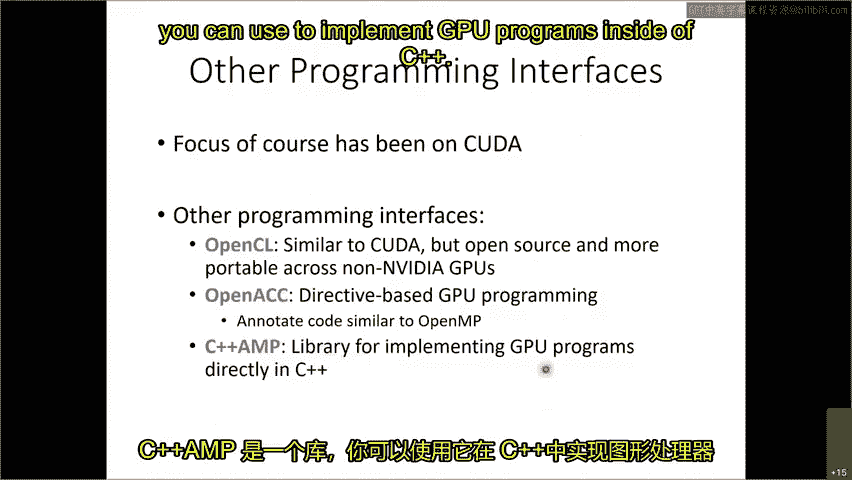 you can use to implement GPU programs inside of
C++.
Other Programming Interfaces
• Focus of course has been on CUDA
• Other programming interfaces:
• OpenCL: Similar to CUDA, but open source and more
portable across non-NVIDIA GPUs
• OpenACC: Directive-based GPU programming
• Annotate code similar to OpenMP
• C++AMP: Library for implementing GPU programs
directly in C++
C++AMP 是一个库，你可以使用它在 C++中实现图形处理器
+15